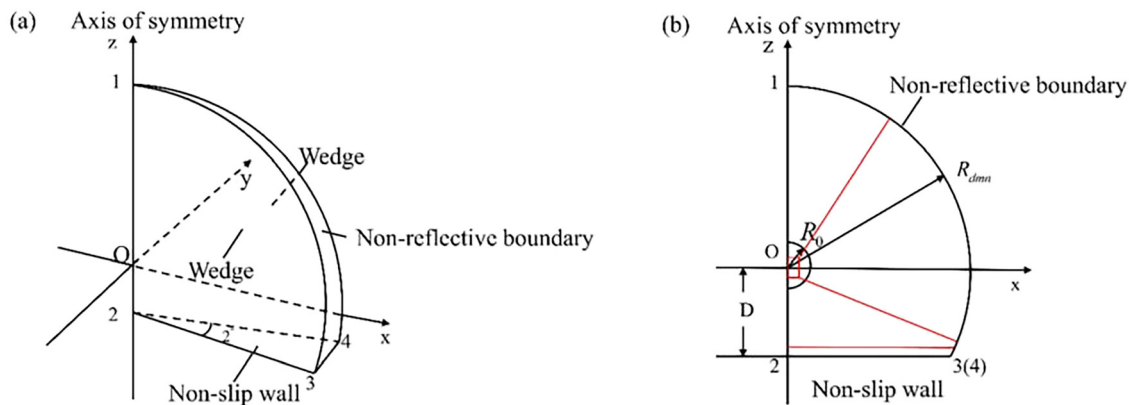 (a)
Axis of symmetry
z
1
Wedge
y
Non-reflective boundary
O
Wedge
x
2
2
4
3
Non-slip wall
(b)
Axis of symmetry
z
1
Non-reflective boundary
R_dmn
R_0
O
x
D
2
3(4)
Non-slip wall